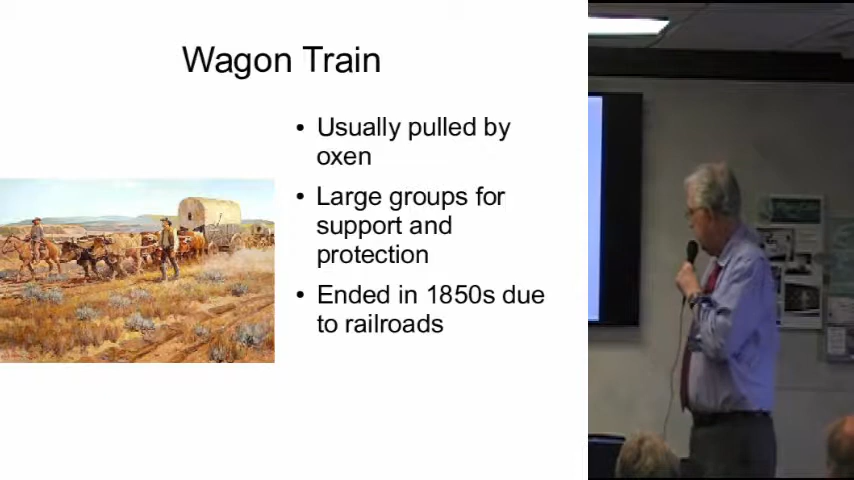 Wagon Train
• Usually pulled by
oxen
• Large groups for
support and
protection
• Ended in 1850s due
to railroads